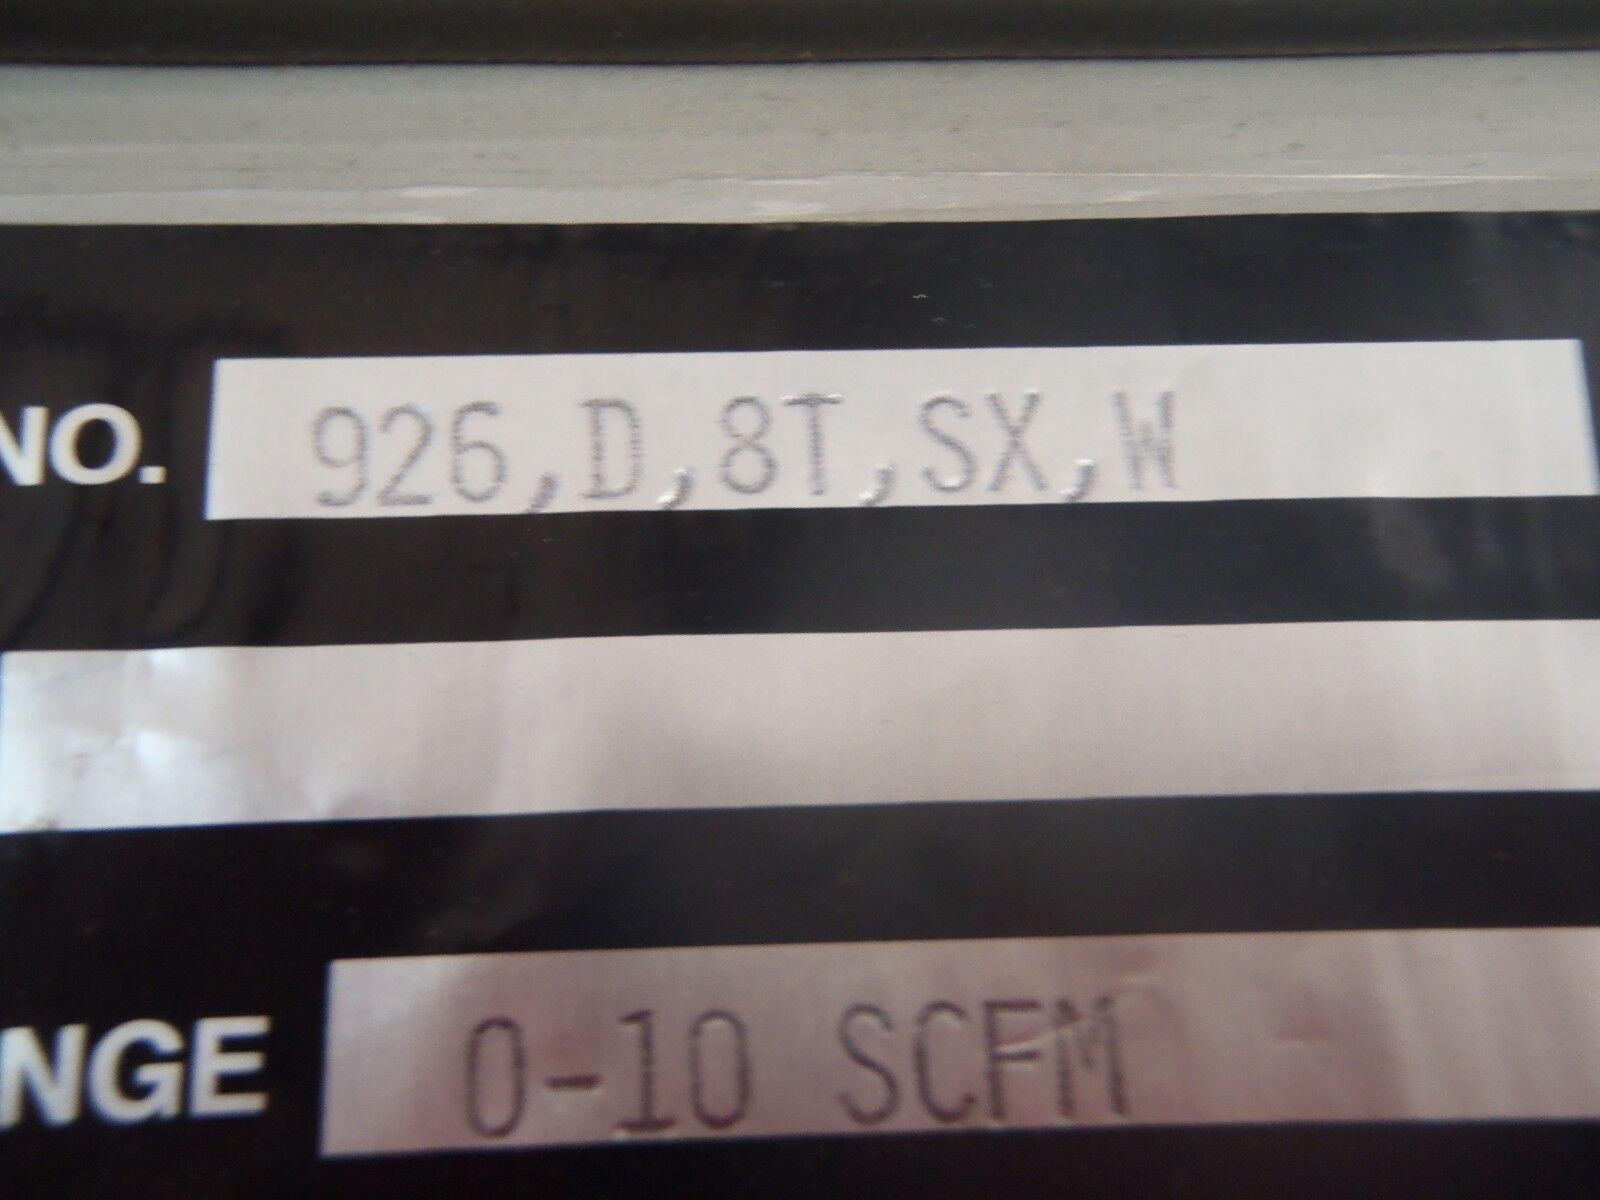 NO. 926,D,8T,SX,W
NGE 0-10 SCFM